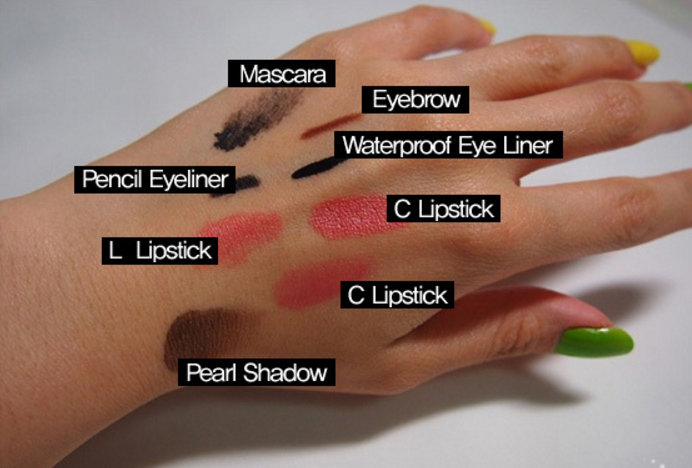 Mascara
Eyebrow
Waterproof Eye Liner
Pencil Eyeliner
C Lipstick
L Lipstick
C Lipstick
Pearl Shadow